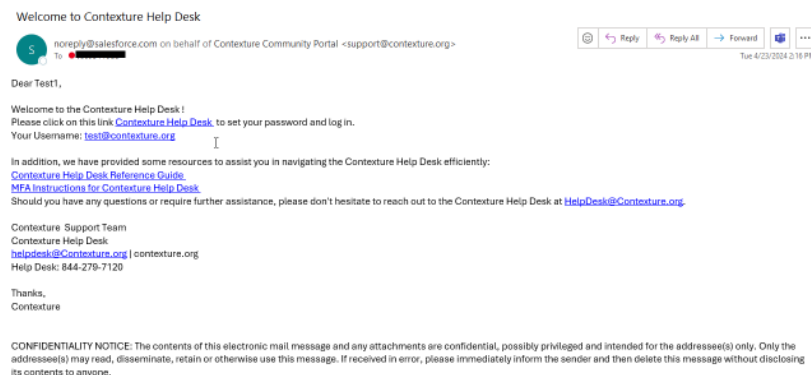 Welcome to Contexture Help Desk
S
noreply@salesforce.com on behalf of Contexture Community Portal <support@contexture.org>
To
Reply
Reply All
Forward
Tue 4/23/2024 2:16 PM
Dear Test1,
Welcome to the Contexture Help Desk !
Please click on this link Contexture Help Desk to set your password and log in.
Your Username: test@contexture.org
In addition, we have provided some resources to assist you in navigating the Contexture Help Desk efficiently:
Contexture Help Desk Reference Guide
MFA Instructions for Contexture Help Desk
Should you have any questions or require further assistance, please don't hesitate to reach out to the Contexture Help Desk at HelpDesk@Contexture.org.
Contexture Support Team
Contexture Help Desk
helpdesk@Contexture.org | contexture.org
Help Desk: 844-279-7120
Thanks,
Contexture
CONFIDENTIALITY NOTICE: The contents of this electronic mail message and any attachments are confidential, possibly privileged and intended for the addressee(s) only. Only the
addressee(s) may read, disseminate, retain or otherwise use this message. If received in error, please immediately inform the sender and then delete this message without disclosing
its contents to anyone.